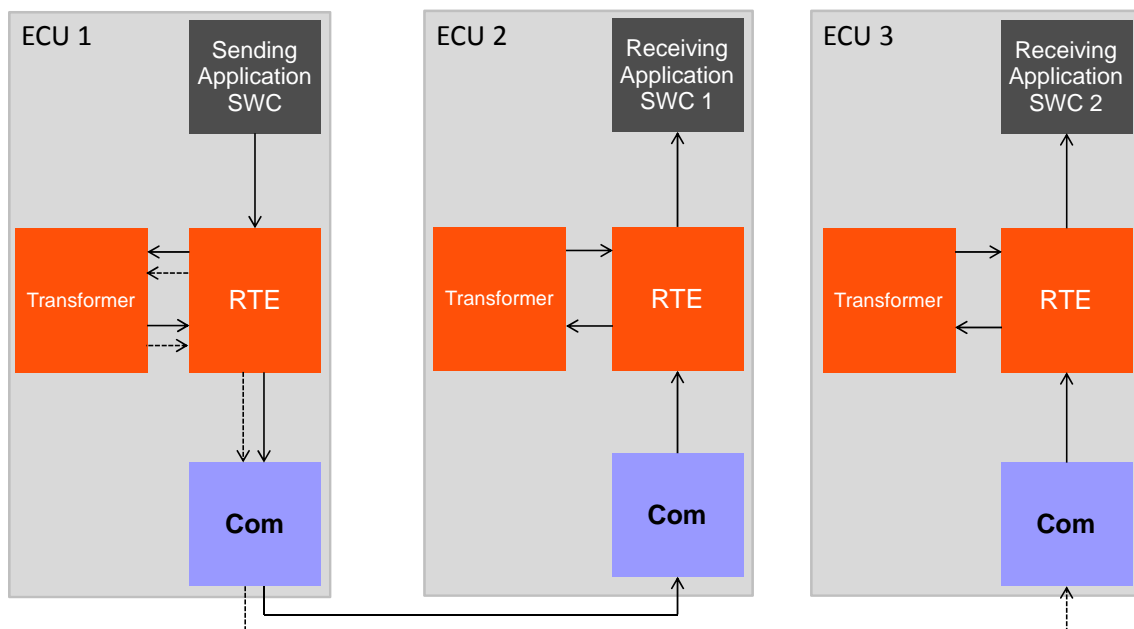 ECU 1
Sending
Application
SWC
Transformer
RTE
Com
ECU 2
Receiving
Application
SWC 1
Transformer
RTE
Com
ECU 3
Receiving
Application
SWC 2
Transformer
RTE
Com